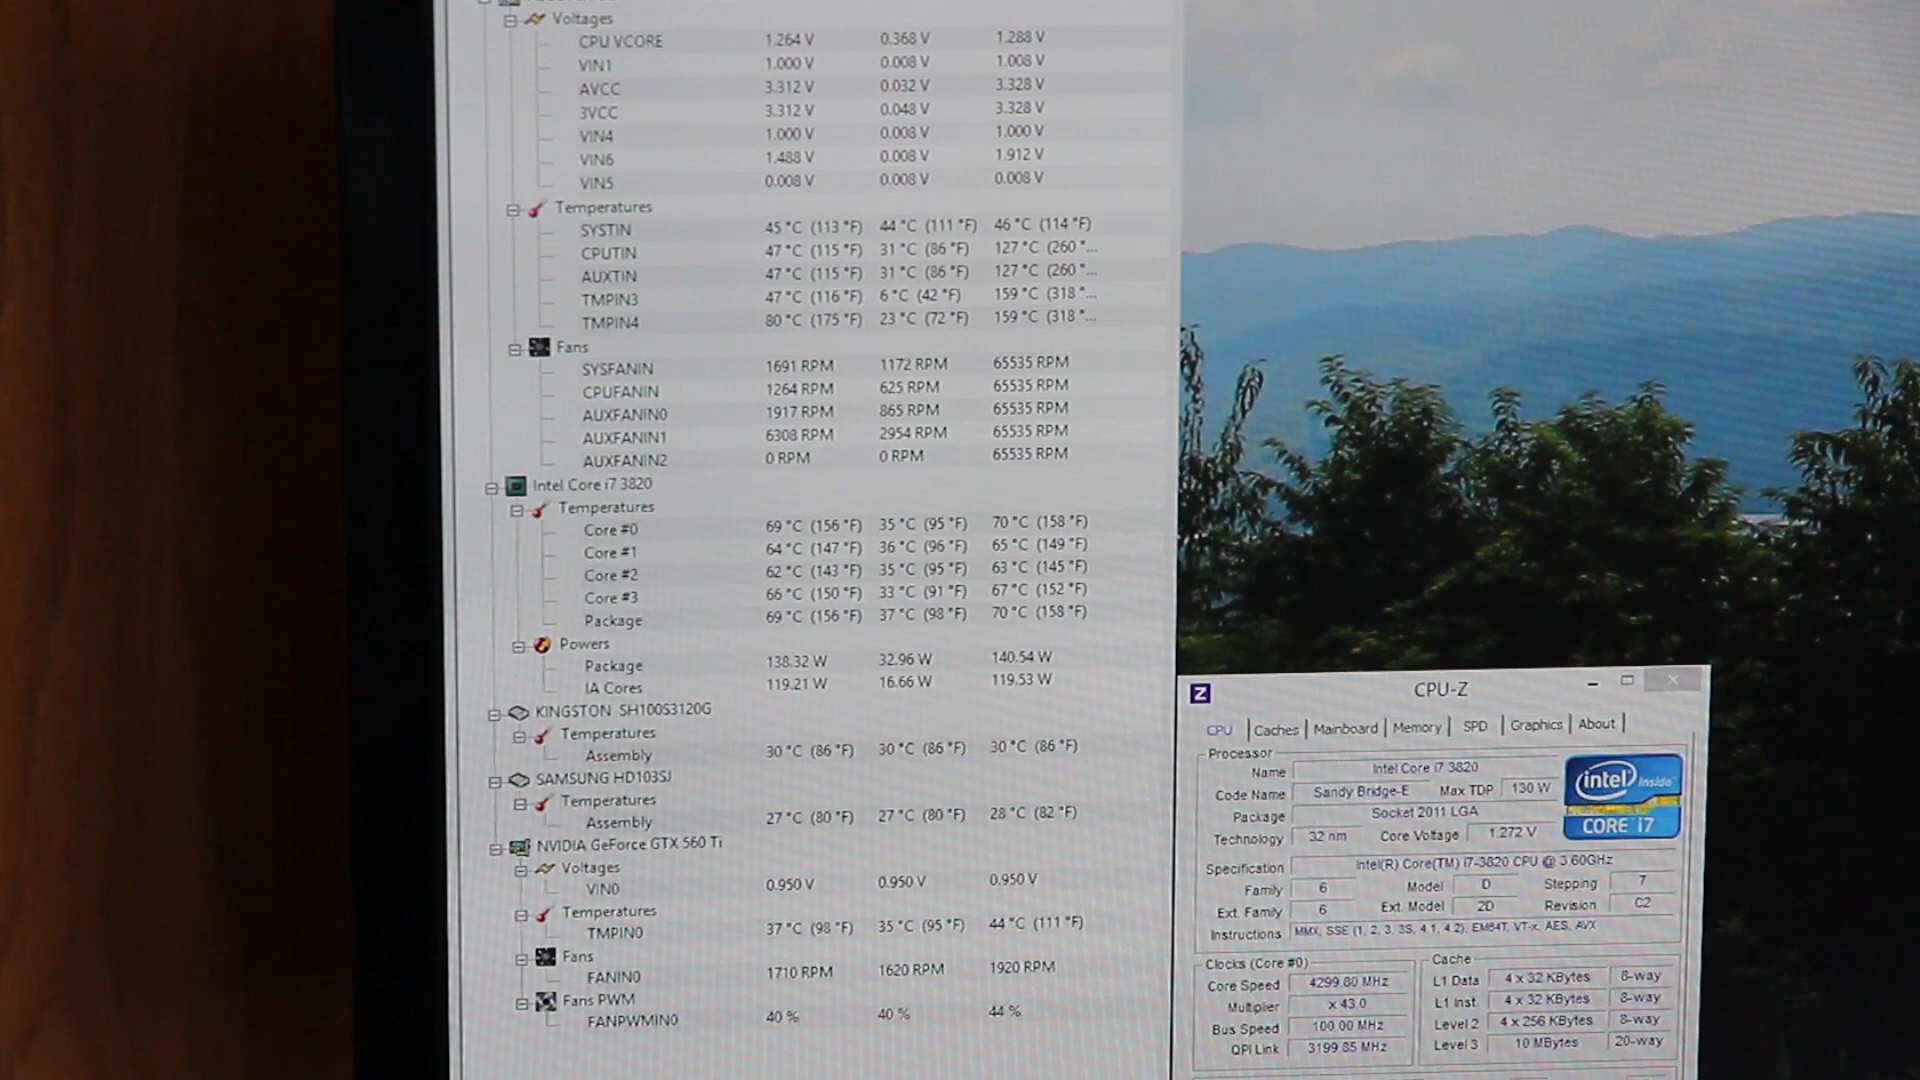 Voltages
CPU VCORE 1.264 V 0.368 V 1.288 V
VIN1 1.000 V 0.008 V 1.008 V
AVCC 3.312 V 0.032 V 3.328 V
3VCC 3.312 V 0.048 V 3.328 V
VIN4 1.000 V 0.008 V 1.000 V
VIN6 1.488 V 0.008 V 1.912 V
VIN5 0.008 V 0.008 V 0.008 V
Temperatures
SYSTIN 45 °C (113 °F) 44 °C (111 °F) 46 °C (114 °F)
CPUTIN 47 °C (115 °F) 31 °C (86 °F) 127 °C (260 °...
AUXTIN 47 °C (115 °F) 31 °C (86 °F) 127 °C (260 °...
TMPIN3 47 °C (116 °F) 6 °C (42 °F) 159 °C (318 °...
TMPIN4 80 °C (175 °F) 23 °C (72 °F) 159 °C (318 °...
Fans
SYSFANIN 1691 RPM 1172 RPM 65535 RPM
CPUFANIN 1264 RPM 625 RPM 65535 RPM
AUXFANIN0 1917 RPM 865 RPM 65535 RPM
AUXFANIN1 6308 RPM 2954 RPM 65535 RPM
AUXFANIN2 0 RPM 0 RPM 65535 RPM
Intel Core i7 3820
Temperatures
Core #0 69 °C (156 °F) 35 °C (95 °F) 70 °C (158 °F)
Core #1 64 °C (147 °F) 36 °C (96 °F) 65 °C (149 °F)
Core #2 62 °C (143 °F) 35 °C (95 °F) 63 °C (145 °F)
Core #3 66 °C (150 °F) 33 °C (91 °F) 67 °C (152 °F)
Package 69 °C (156 °F) 37 °C (98 °F) 70 °C (158 °F)
Powers
Package 138.32 W 32.96 W 140.54 W
IA Cores 119.21 W 16.66 W 119.53 W
KINGSTON SH100S3120G
Temperatures
Assembly 30 °C (86 °F) 30 °C (86 °F) 30 °C (86 °F)
SAMSUNG HD103SJ
Temperatures
Assembly 27 °C (80 °F) 27 °C (80 °F) 28 °C (82 °F)
NVIDIA GeForce GTX 560 Ti
Voltages
VIN0 0.950 V 0.950 V 0.950 V
Temperatures
TMPIN0 37 °C (98 °F) 35 °C (95 °F) 44 °C (111 °F)
Fans
FANIN0 1710 RPM 1620 RPM 1920 RPM
Fans PWM
FANPWMIN0 40 % 40 % 44 %
Z CPU-Z
CPU Caches Mainboard Memory SPD Graphics About
Processor
Name Intel Core i7 3820
Code Name Sandy Bridge-E Max TDP 130 W
Package Socket 2011 LGA
Technology 32 nm Core Voltage 1.272 V
intel inside
CORE i7
Specification Intel(R) Core(TM) i7-3820 CPU @ 3.60GHz
Family 6 Model D Stepping 7
Ext. Family 6 Ext. Model 2D Revision C2
Instructions MMX, SSE (1, 2, 3, 3S, 4.1, 4.2), EM64T, VT-x, AES, AVX
Clocks (Core #0)
Core Speed 4299.80 MHz
Multiplier x 43.0
Bus Speed 100.00 MHz
QPI Link 3199.85 MHz
Cache
L1 Data 4 x 32 KBytes 8-way
L1 Inst. 4 x 32 KBytes 8-way
Level 2 4 x 256 KBytes 8-way
Level 3 10 MBytes 20-way